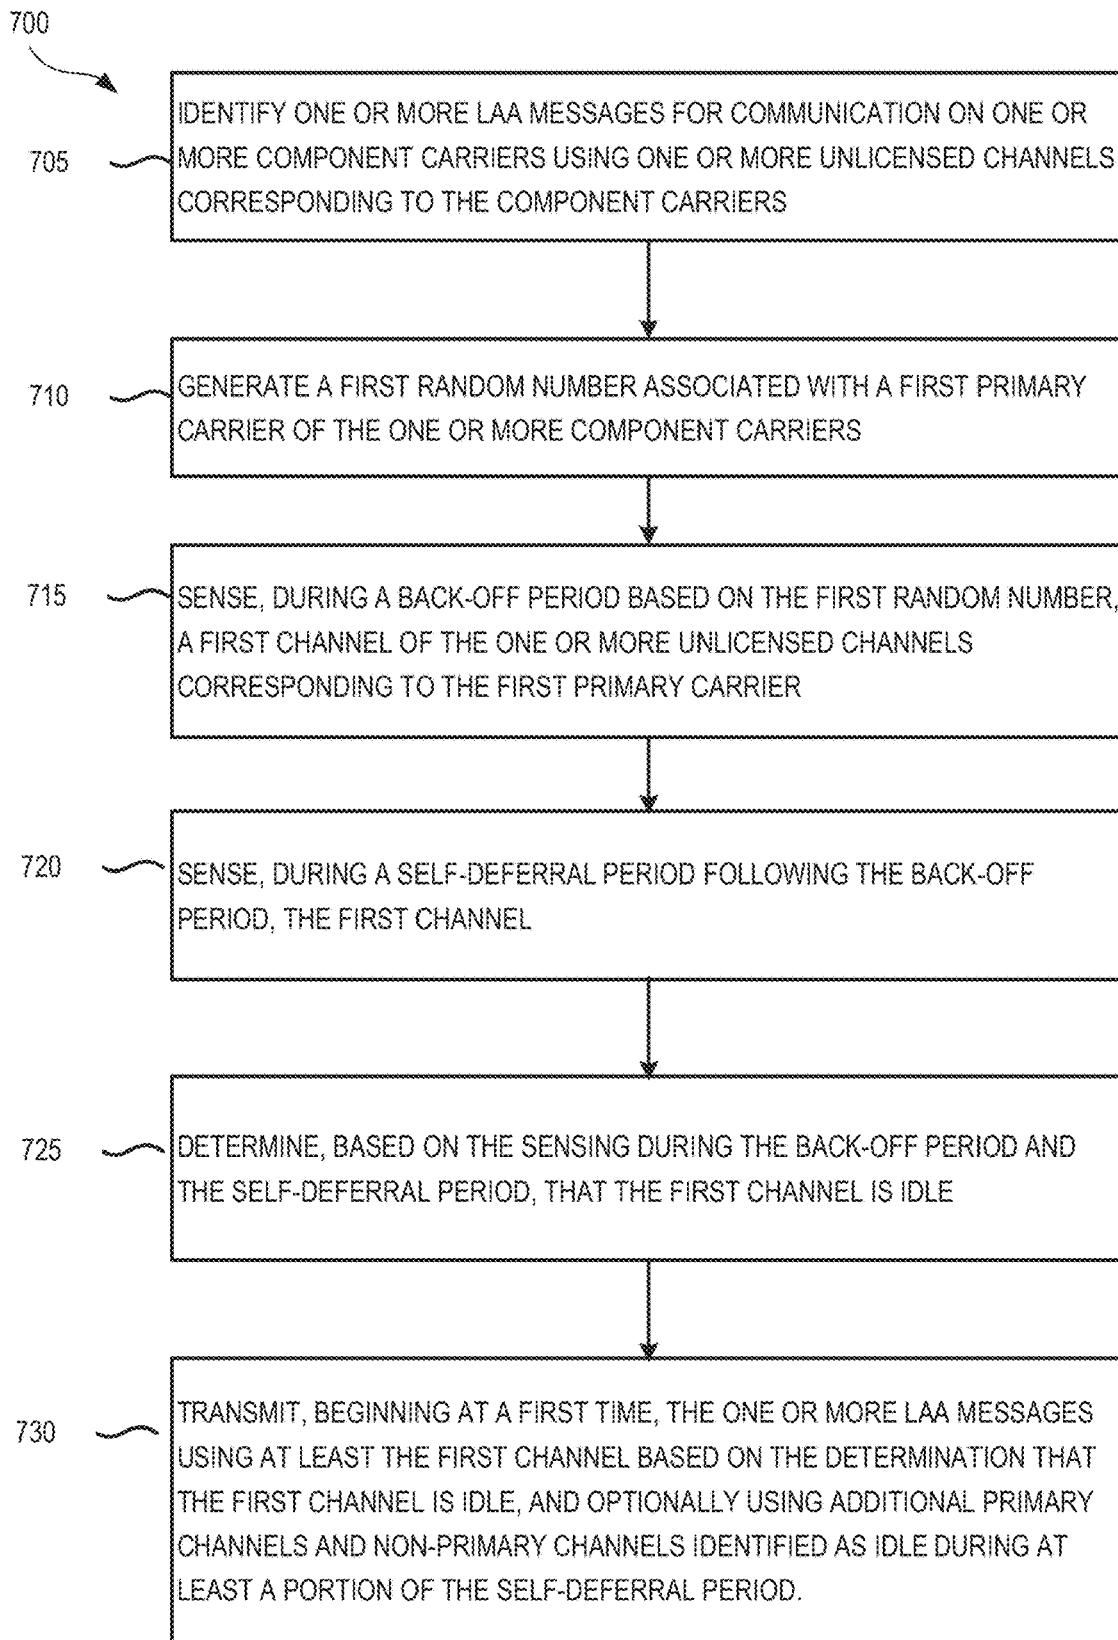 700
705
IDENTIFY ONE OR MORE LAA MESSAGES FOR COMMUNICATION ON ONE OR
MORE COMPONENT CARRIERS USING ONE OR MORE UNLICENSED CHANNELS
CORRESPONDING TO THE COMPONENT CARRIERS
710
GENERATE A FIRST RANDOM NUMBER ASSOCIATED WITH A FIRST PRIMARY
CARRIER OF THE ONE OR MORE COMPONENT CARRIERS
715
SENSE, DURING A BACK-OFF PERIOD BASED ON THE FIRST RANDOM NUMBER,
A FIRST CHANNEL OF THE ONE OR MORE UNLICENSED CHANNELS
CORRESPONDING TO THE FIRST PRIMARY CARRIER
720
SENSE, DURING A SELF-DEFERRAL PERIOD FOLLOWING THE BACK-OFF
PERIOD, THE FIRST CHANNEL
725
DETERMINE, BASED ON THE SENSING DURING THE BACK-OFF PERIOD AND
THE SELF-DEFERRAL PERIOD, THAT THE FIRST CHANNEL IS IDLE
730
TRANSMIT, BEGINNING AT A FIRST TIME, THE ONE OR MORE LAA MESSAGES
USING AT LEAST THE FIRST CHANNEL BASED ON THE DETERMINATION THAT
THE FIRST CHANNEL IS IDLE, AND OPTIONALLY USING ADDITIONAL PRIMARY
CHANNELS AND NON-PRIMARY CHANNELS IDENTIFIED AS IDLE DURING AT
LEAST A PORTION OF THE SELF-DEFERRAL PERIOD.